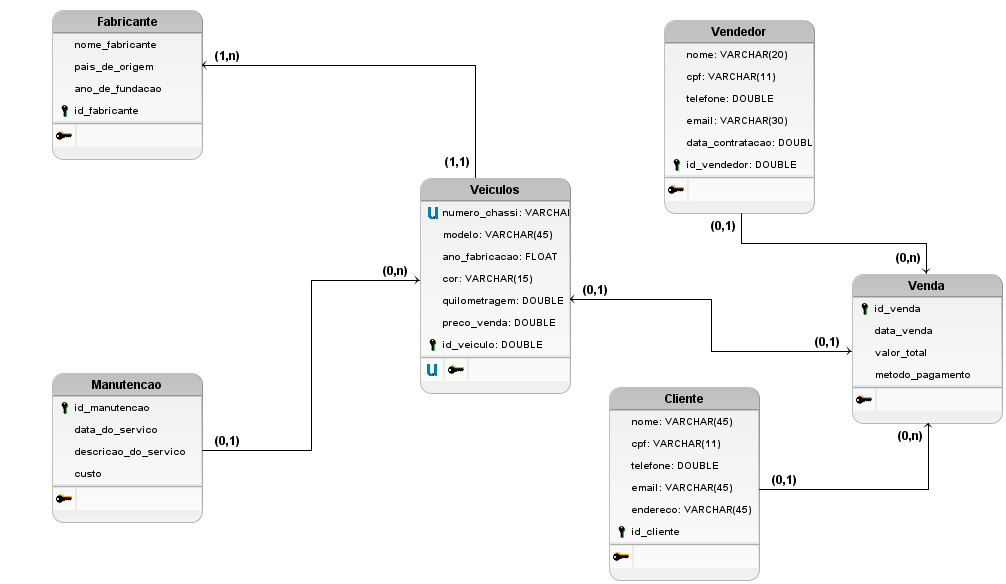 Fabricante
nome_fabricante
pais_de_origem
ano_de_fundacao
id_fabricante
(1,n)
(1,1)
Vendedor
nome: VARCHAR(20)
cpf: VARCHAR(11)
telefone: DOUBLE
email: VARCHAR(30)
data_contratacao: DOUBL
id_vendedor: DOUBLE
(0,1)
(0,n)
Veiculos
U numero_chassi: VARCHAI
modelo: VARCHAR(45)
ano_fabricacao: FLOAT
cor: VARCHAR(15)
quilometragem: DOUBLE
preco_venda: DOUBLE
id_veiculo: DOUBLE
U
(0,n)
(0,1)
(0,1)
Venda
id_venda
data_venda
valor_total
metodo_pagamento
(0,n)
Manutencao
id_manutencao
data_do_servico
descricao_do_servico
custo
(0,1)
Cliente
nome: VARCHAR(45)
cpf: VARCHAR(11)
telefone: DOUBLE
email: VARCHAR(45)
endereco: VARCHAR(45)
id_cliente
(0,1)